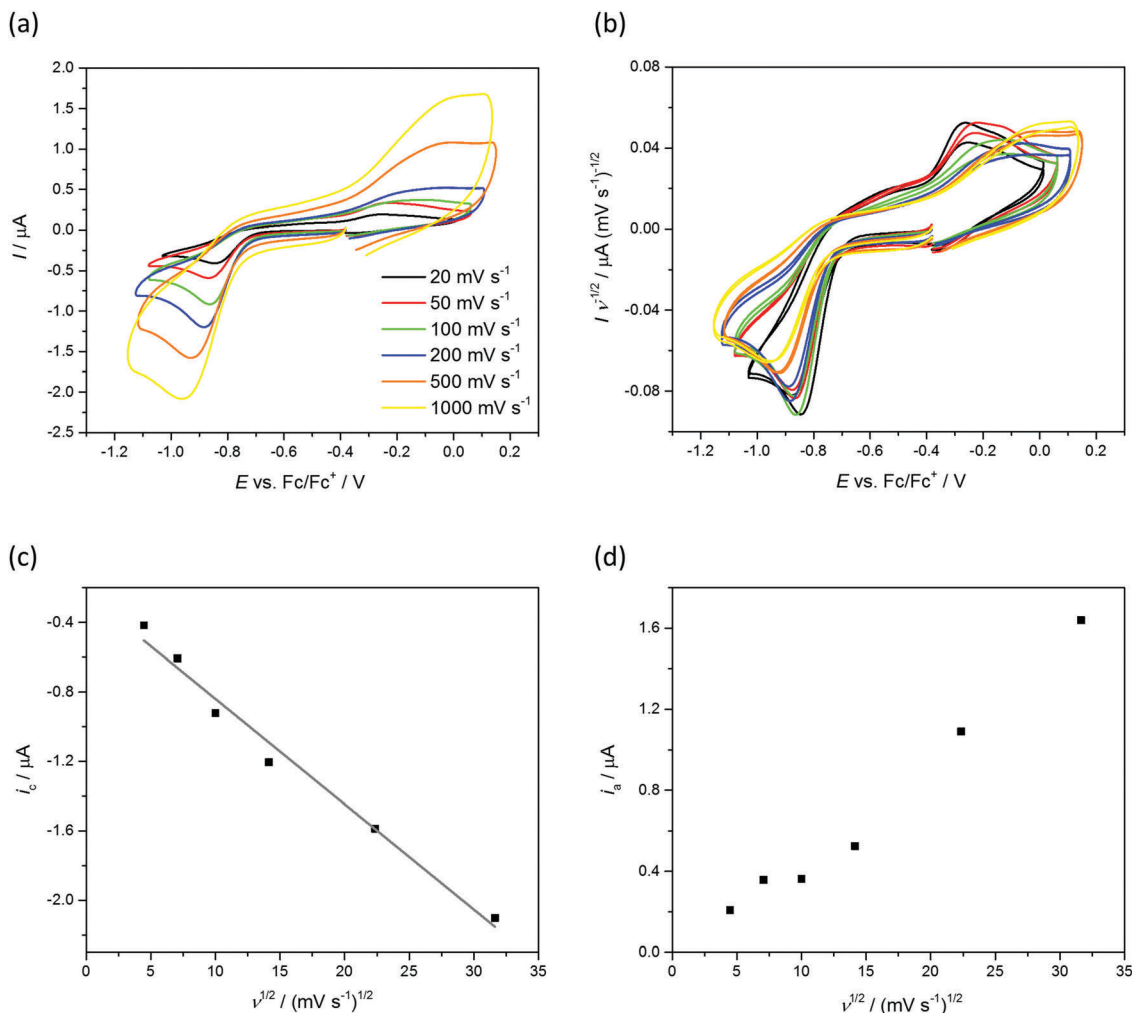 (a)
2.0
1.5
1.0
0.5
0.0
-0.5
-1.0
-1.5
-2.0
-2.5
I / µA
20 mV s⁻¹
50 mV s⁻¹
100 mV s⁻¹
200 mV s⁻¹
500 mV s⁻¹
1000 mV s⁻¹
-1.2 -1.0 -0.8 -0.6 -0.4 -0.2 0.0 0.2
E vs. Fc/Fc⁺ / V
(b)
0.08
0.04
0.00
-0.04
-0.08
-0.1
I ν⁻¹/² / µA (mV s⁻¹)⁻¹/²
-1.2 -1.0 -0.8 -0.6 -0.4 -0.2 0.0 0.2
E vs. Fc/Fc⁺ / V
(c)
-0.4
-0.8
-1.2
-1.6
-2.0
i_c / µA
0 5 10 15 20 25 30 35
ν¹/² / (mV s⁻¹)¹/²
(d)
1.6
1.2
0.8
0.4
0.0
i_a / µA
0 5 10 15 20 25 30 35
ν¹/² / (mV s⁻¹)¹/²